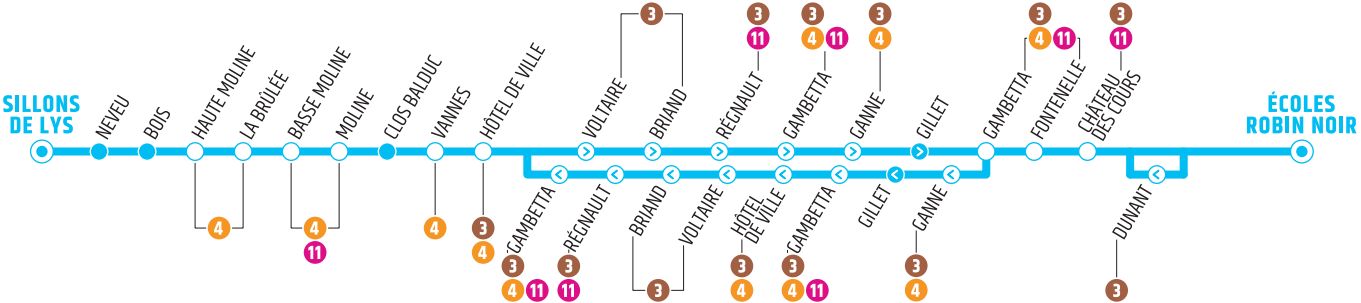 SILLONS
DE LYS
NEVEU
BOIS
HAUTE MOLINE
LA BRÛLÉE
4
BASSE MOLINE
MOLINE
4
11
CLOS BALDUC
VANNES
4
HÔTEL DE VILLE
3
4
VOLTAIRE
BRIAND
3
RÉGNAULT
3
11
GAMBETTA
3
4 11
GANNE
3
4
GILLET
GAMBETTA
FONTENELLE
3
4 11
CHÂTEAU
DES COURS
3
11
ÉCOLES
ROBIN NOIR
GAMBETTA
3
4 11
RÉGNAULT
3
11
BRIAND
VOLTAIRE
3
HÔTEL
DE VILLE
3
4
GAMBETTA
3
4 11
GILLET
GANNE
3
4
DUNANT
3